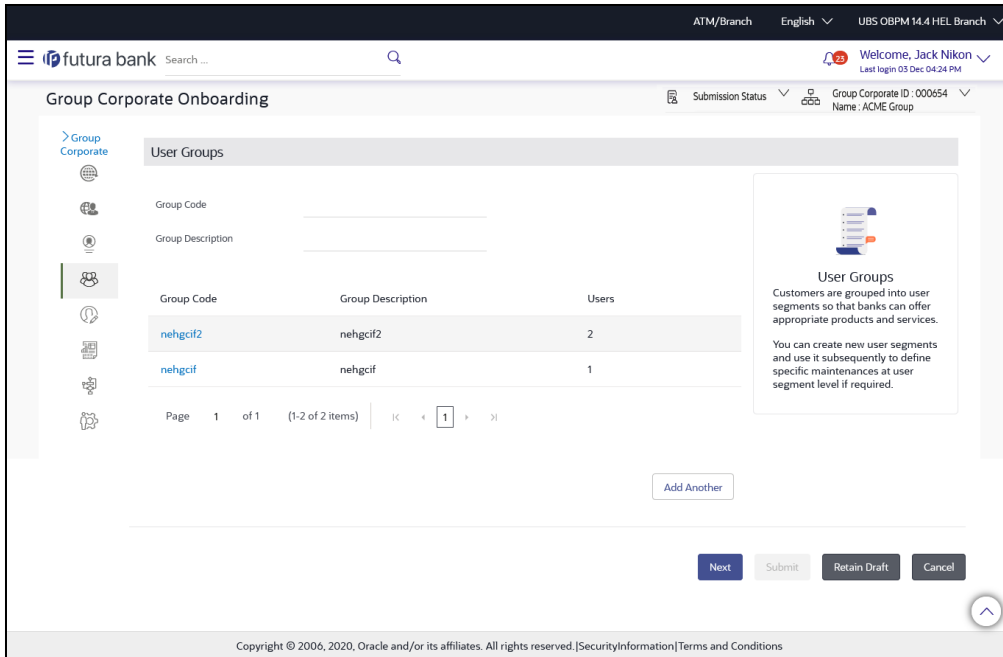 ATM/Branch English UBS OBPM 14.4 HEL Branch
futura bank Search ... 23 Welcome, Jack Nikon
Last login 03 Dec 04:24 PM
Group Corporate Onboarding Submission Status Group Corporate ID : 000654
Name : ACME Group
Group
Corporate
User Groups
Group Code
Group Description
Group Code Group Description Users
nehgcif2 nehgcif2 2
nehgcif nehgcif 1
Page 1 of 1 (1-2 of 2 items) 1
User Groups
Customers are grouped into user
segments so that banks can offer
appropriate products and services.
You can create new user segments
and use it subsequently to define
specific maintenances at user
segment level if required.
Add Another
Next Submit Retain Draft Cancel
Copyright © 2006, 2020, Oracle and/or its affiliates. All rights reserved.|SecurityInformation|Terms and Conditions